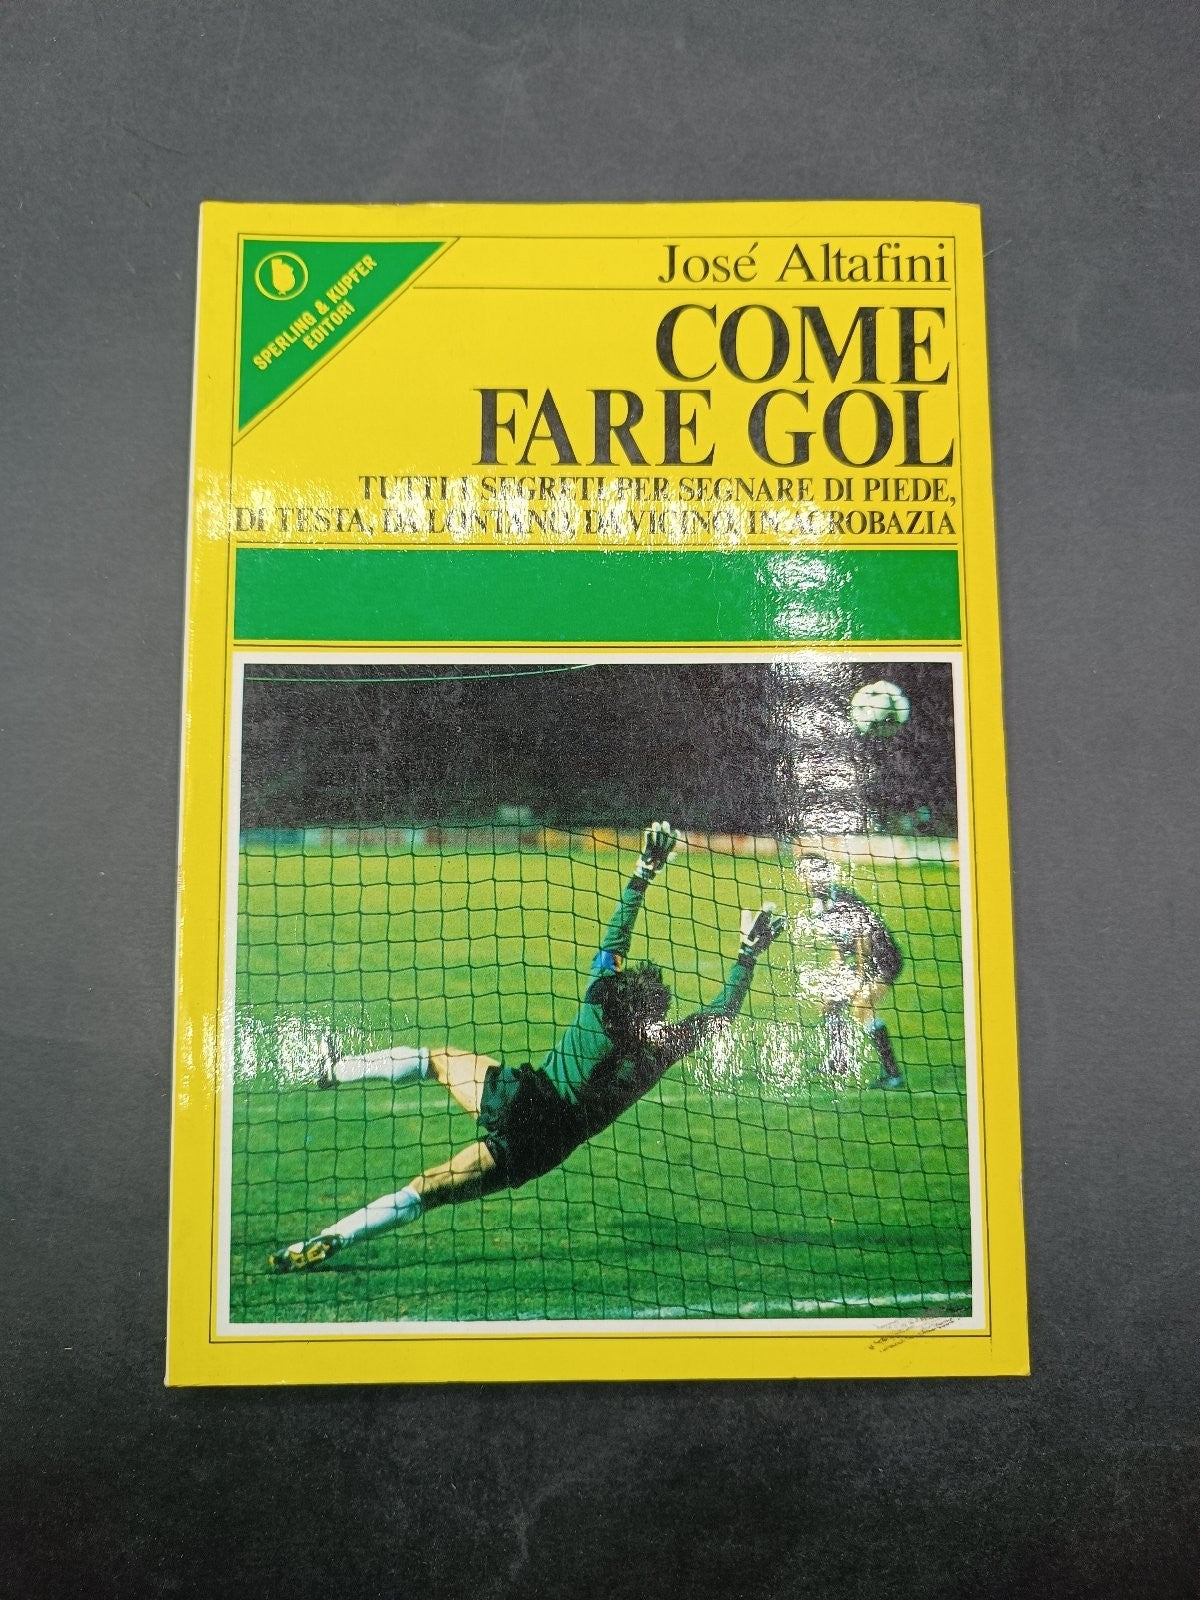 SPERLING & KUPFER
EDITORI
José Altafini
COME
FARE GOL
TUTTI I SEGRETI PER SEGNARE DI PIEDE,
DI TESTA, DA LONTANO, DA VICINO, IN ACROBAZIA